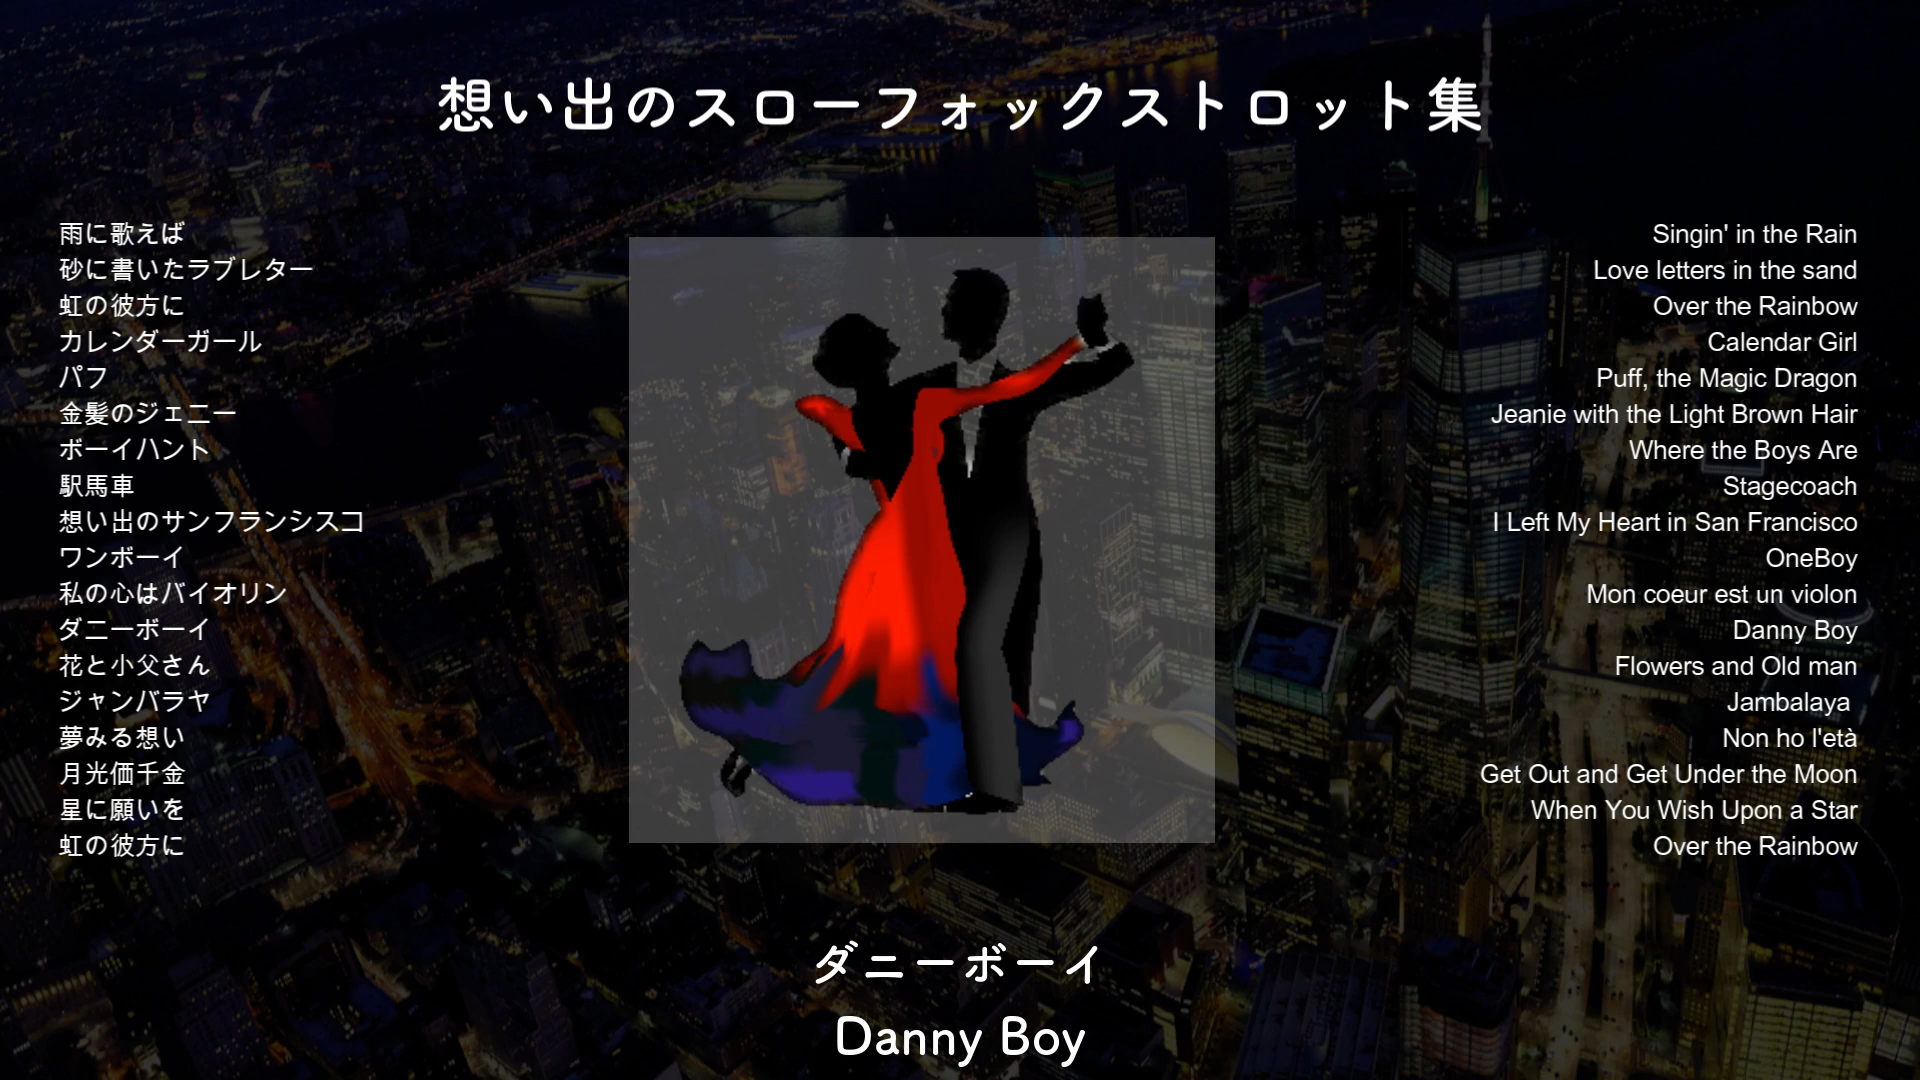 想い出のスローフォックストロット集
雨に歌えば
砂に書いたラブレター
虹の彼方に
カレンダーガール
パフ
金髪のジェニー
ボーイハント
駅馬車
想い出のサンフランシスコ
ワンボーイ
私の心はバイオリン
ダニーボーイ
花と小父さん
ジャンバラヤ
夢みる想い
月光価千金
星に願いを
虹の彼方に
Singin' in the Rain
Love letters in the sand
Over the Rainbow
Calendar Girl
Puff, the Magic Dragon
Jeanie with the Light Brown Hair
Where the Boys Are
Stagecoach
I Left My Heart in San Francisco
OneBoy
Mon coeur est un violon
Danny Boy
Flowers and Old man
Jambalaya
Non ho l'età
Get Out and Get Under the Moon
When You Wish Upon a Star
Over the Rainbow
ダニーボーイ
Danny Boy